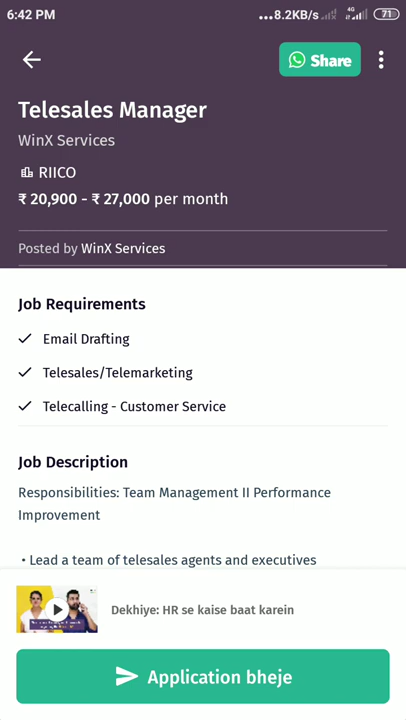 6:42 PM
...8.2KB/s 4G 71
Share
Telesales Manager
WinX Services
RIICO
₹ 20,900 - ₹ 27,000 per month
Posted by WinX Services
Job Requirements
Email Drafting
Telesales/Telemarketing
Telecalling - Customer Service
Job Description
Responsibilities: Team Management II Performance
Improvement
• Lead a team of telesales agents and executives
Dekhiye: HR se kaise baat karein
Application bheje